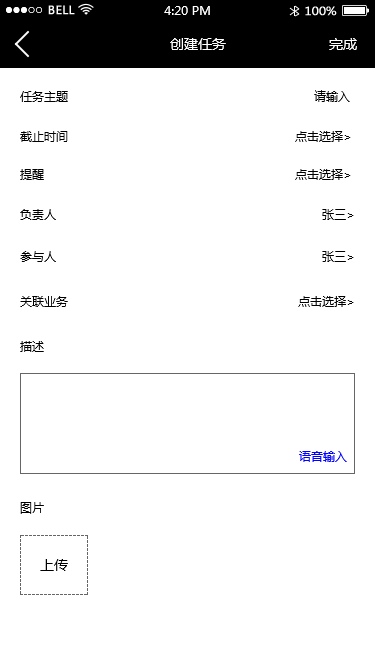 BELL 4:20 PM 100%
创建任务 完成
任务主题 请输入
截止时间 点击选择>
提醒 点击选择>
负责人 张三>
参与人 张三>
关联业务 点击选择>
描述
语音输入
图片
上传